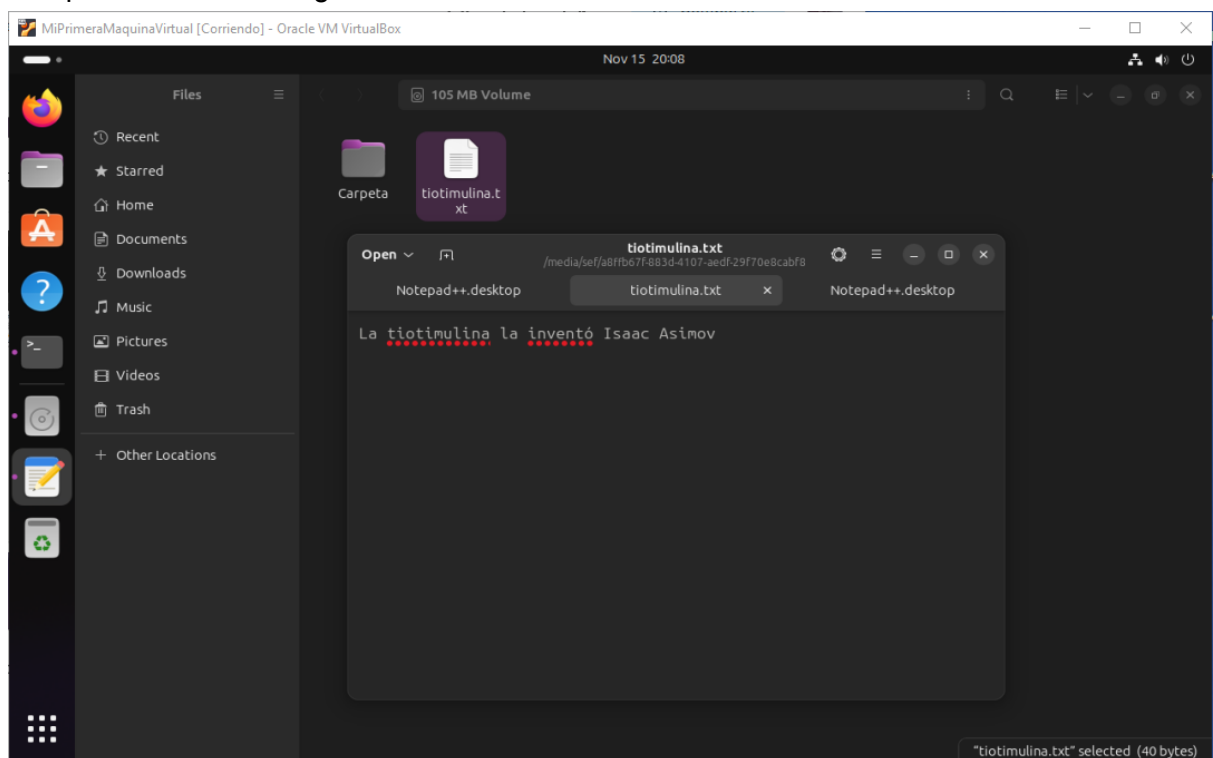 MiPrimeraMaquinaVirtual [Corriendo] - Oracle VM VirtualBox
Nov 15 20:08
Files
105 MB Volume
Recent
Starred
Home
Documents
Downloads
Music
Pictures
Videos
Trash
+ Other Locations
Carpeta
tiotimulina.t
xt
Open
tiotimulina.txt
/media/sef/a8ffb67f-883d-4107-aedf-29f70e8cabf8
Notepad++.desktop
tiotimulina.txt
Notepad++.desktop
La tiotimulina la inventó Isaac Asimov
"tiotimulina.txt" selected (40 bytes)